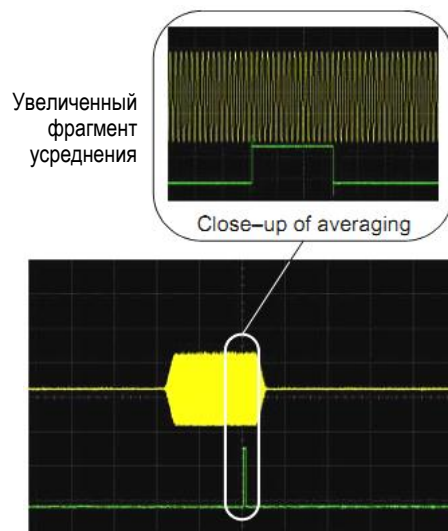 Увеличенный
фрагмент
усреднения
Close–up of averaging